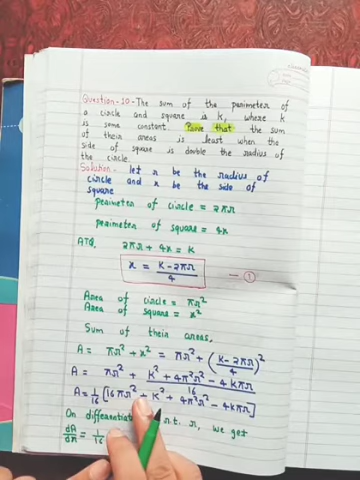 Question-10- The sum of the perimeter of
a circle and square is K, where K
is some constant. Prove that the sum
of their areas is least when the
side of square is double the radius of
the circle.
Solution- let r be the radius of
circle and x be the side of
square
perimeter of circle = 2πr
perimeter of square = 4x
ATQ, 2πr + 4x = K
x = K-2πr/4 — ①
Area of circle = πr²
Area of square = x²
Sum of their areas,
A = πr² + x² = πr² + (K-2πr/4)²
A = πr² + K² + 4π²r² - 4Kπr/16
A = 1/16 [16πr² + K² + 4π²r² - 4Kπr]
On differentiat r.t. r, we get
dA/dr = 1/16